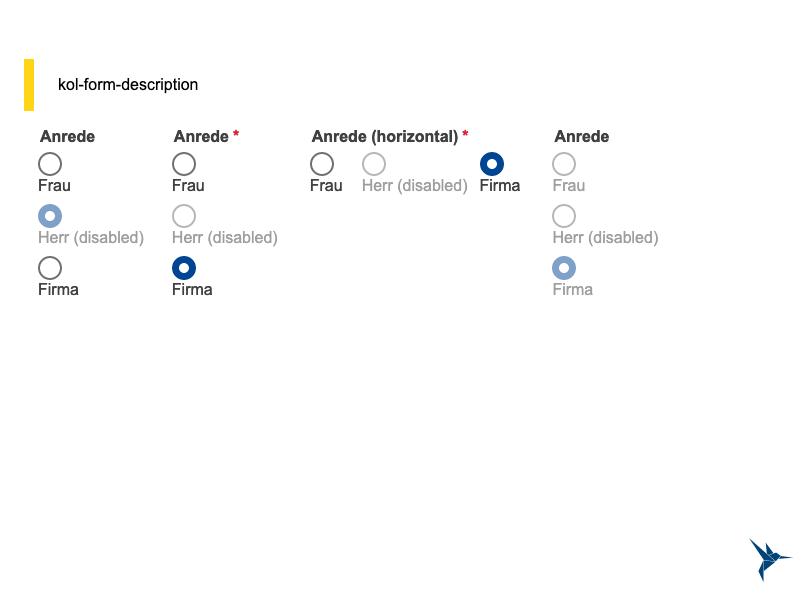 kol-form-description
Anrede
Frau
Herr (disabled)
Firma
Anrede *
Frau
Herr (disabled)
Firma
Anrede (horizontal) *
Frau Herr (disabled) Firma
Anrede
Frau
Herr (disabled)
Firma